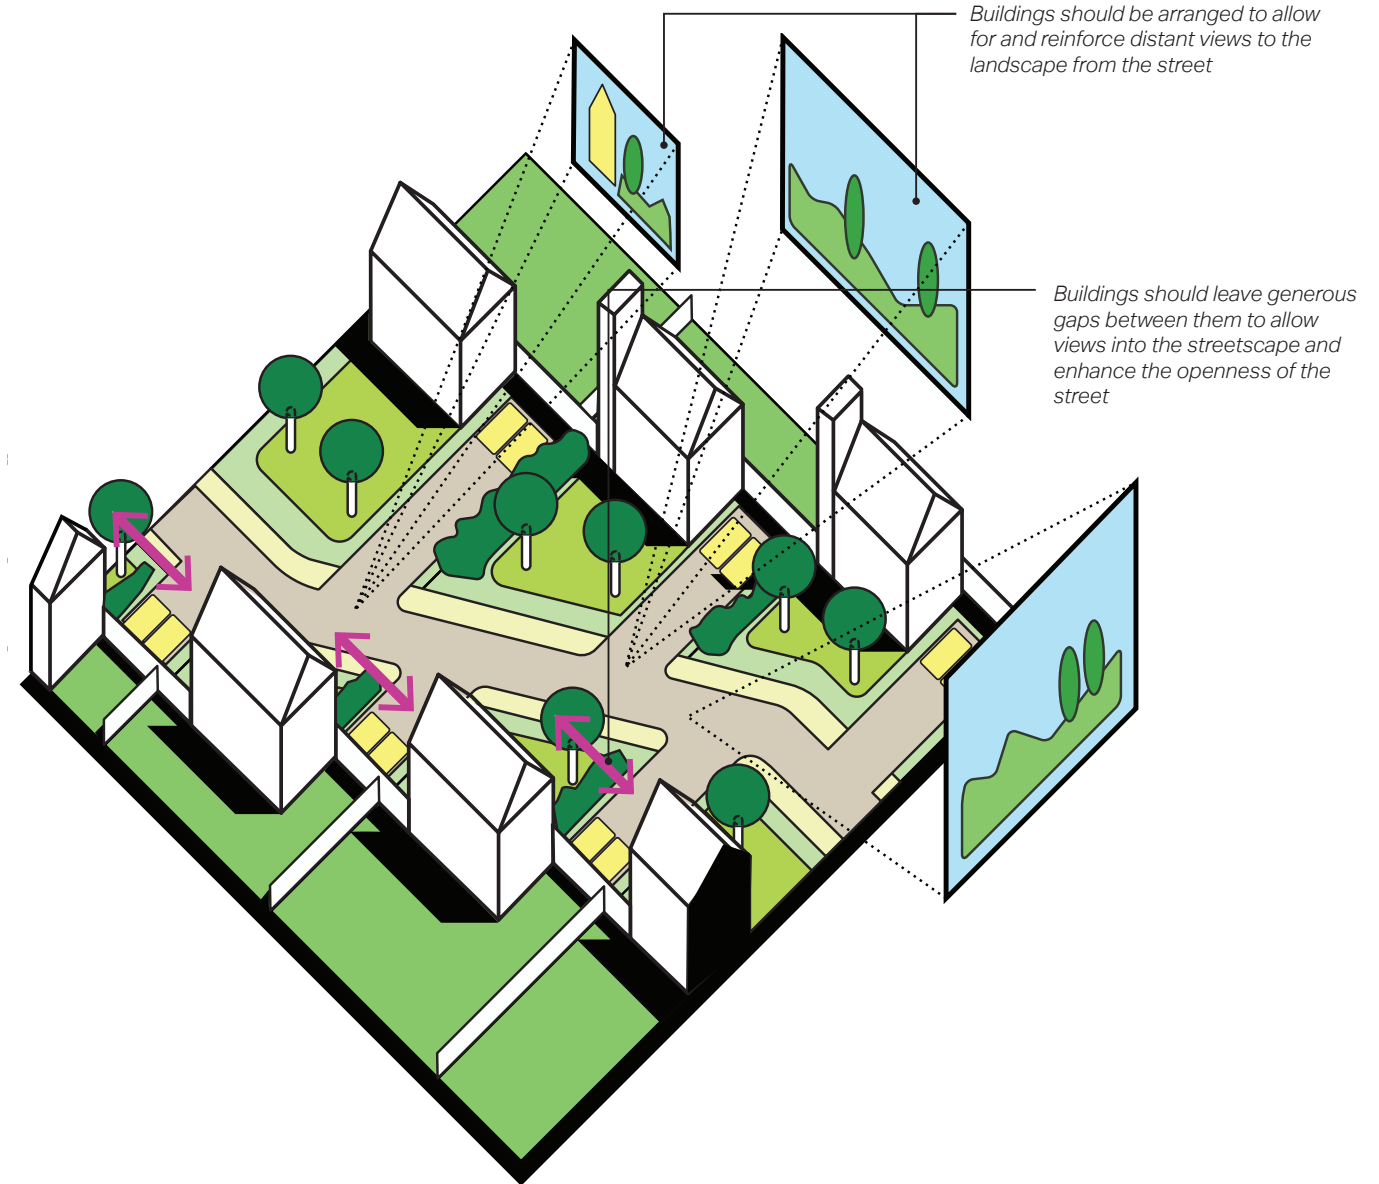 Buildings should be arranged to allow
for and reinforce distant views to the
landscape from the street
Buildings should leave generous
gaps between them to allow
views into the streetscape and
enhance the openness of the
street